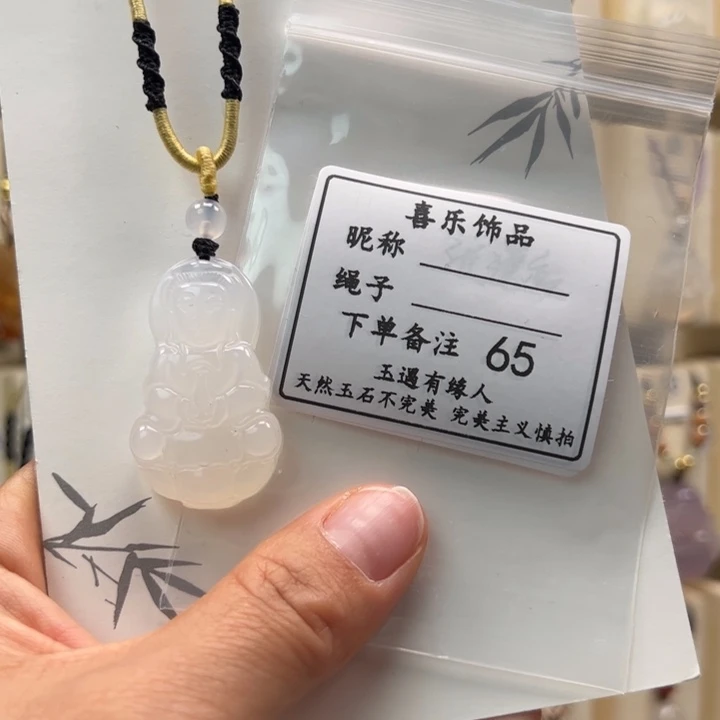 喜乐饰品
昵称
绳子
下单备注 65
玉遇有缘人
天然玉石不完美 完美主义慎拍